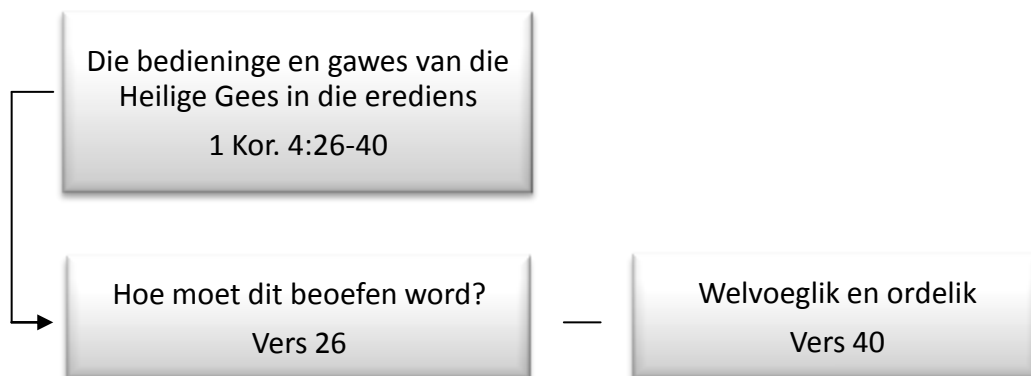 Die bedieninge en gawes van die
Heilige Gees in die erediens
1 Kor. 4:26-40
Hoe moet dit beoefen word?
Vers 26
Welvoeglik en ordelik
Vers 40